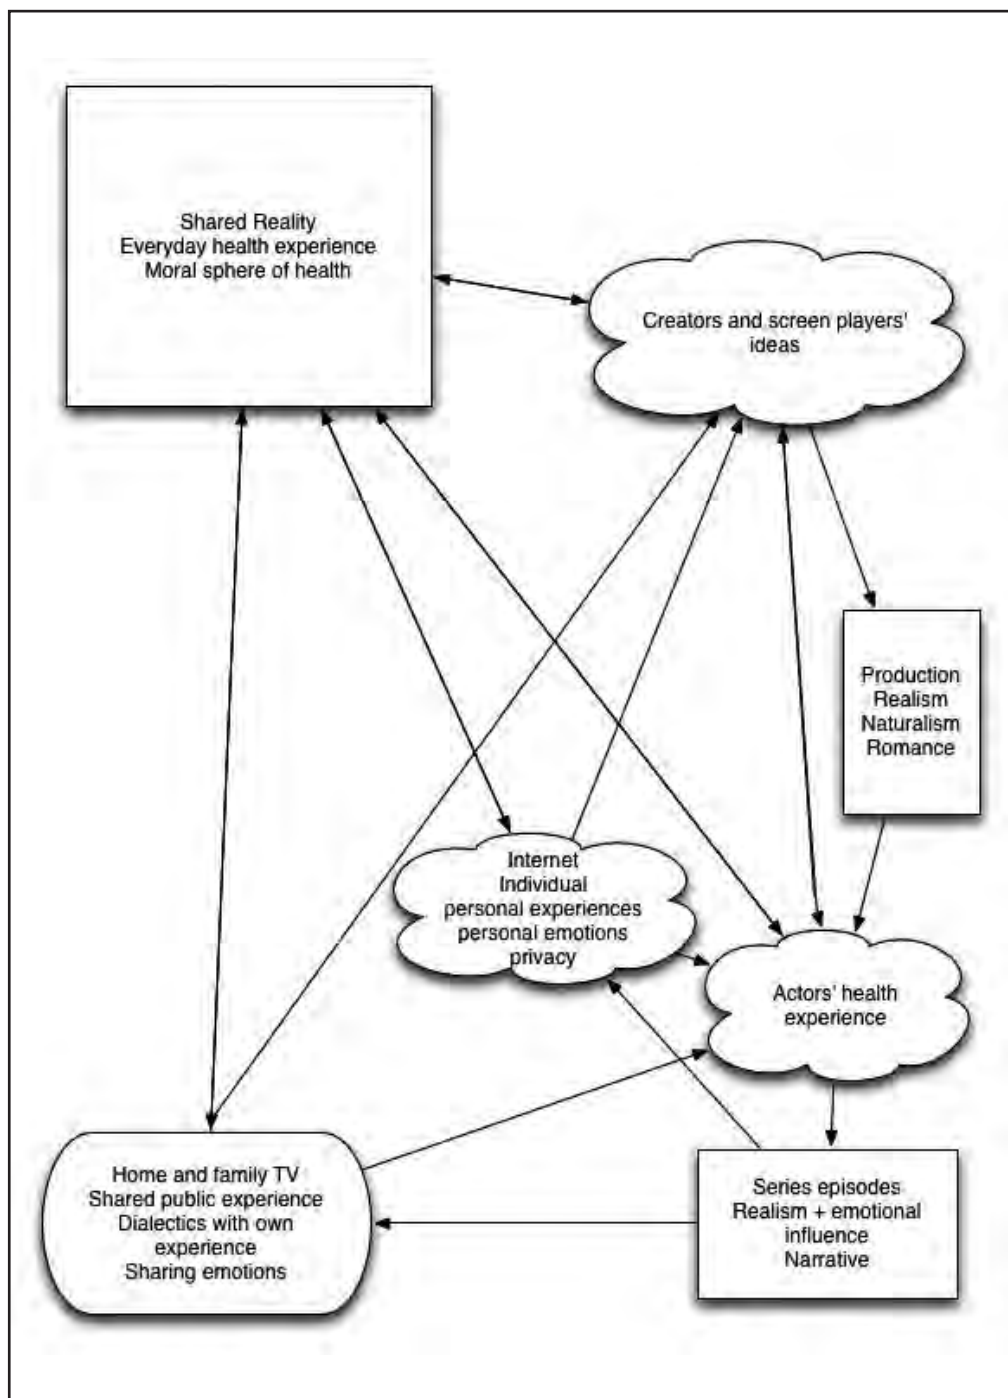 Shared Reality
Everyday health experience
Moral sphere of health
Creators and screen players'
ideas
Production
Realism
Naturalism
Romance
Internet
Individual
personal experiences
personal emotions
privacy
Actors' health
experience
Home and family TV
Shared public experience
Dialectics with own
experience
Sharing emotions
Series episodes
Realism + emotional
influence
Narrative